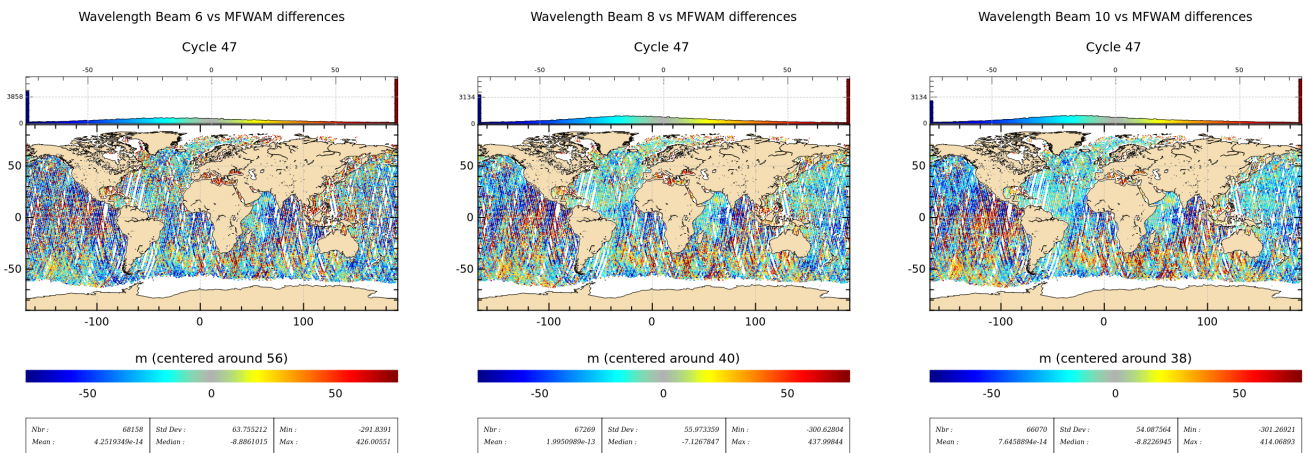 Wavelength Beam 6 vs MFWAM differences
Cycle 47
-50 0 50
3858
0
50
0
-50
-100 0 100
m (centered around 56)
-50 0 50
Nbr : 68158 Std Dev : 63.755212 Min : -291.8391
Mean : 4.2519349e-14 Median : -8.8861015 Max : 426.00551
Wavelength Beam 8 vs MFWAM differences
Cycle 47
-50 0 50
3134
0
50
0
-50
-100 0 100
m (centered around 40)
-50 0 50
Nbr : 67269 Std Dev : 55.973359 Min : -300.62804
Mean : 1.9950989e-13 Median : -7.1267847 Max : 437.99844
Wavelength Beam 10 vs MFWAM differences
Cycle 47
-50 0 50
3134
0
50
0
-50
-100 0 100
m (centered around 38)
-50 0 50
Nbr : 66070 Std Dev : 54.087564 Min : -301.26921
Mean : 7.6458894e-14 Median : -8.8226945 Max : 414.06893